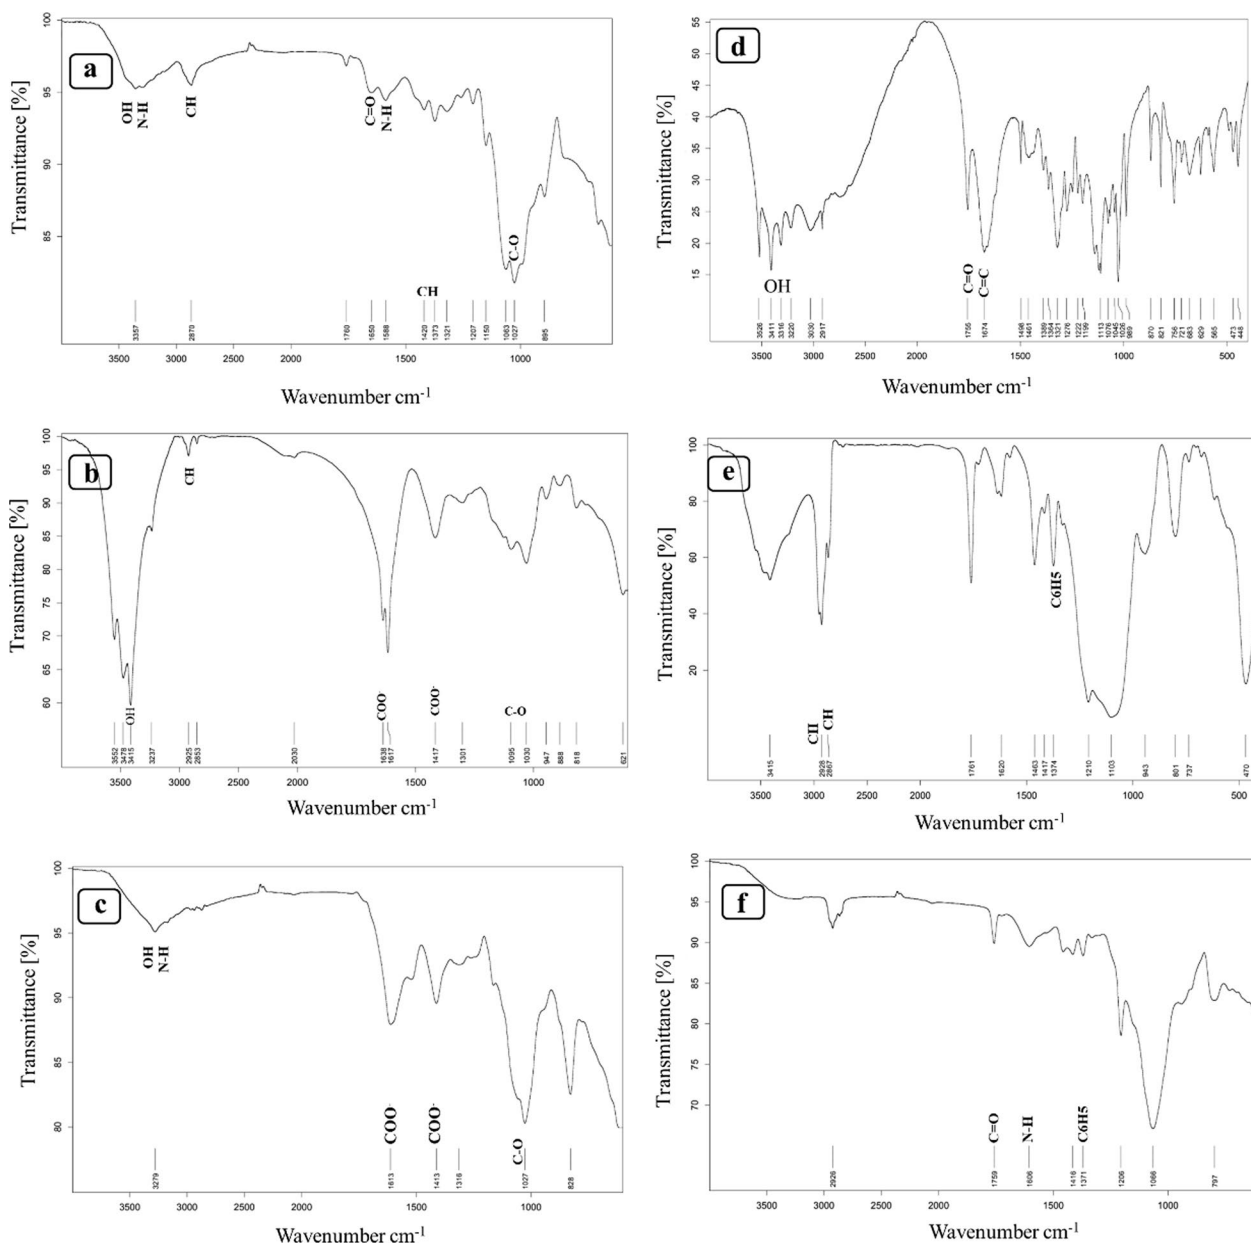 a
Transmittance [%]
100
95
90
85
OH
N-H
CH
C=O
N-H
C-O
CH
3357
2870
1760
1650
1588
1420
1373
1321
1207
1150
1063
1027
895
3500 3000 2000 1500 1000
Wavenumber cm-1
d
Transmittance [%]
55
50
45
40
35
30
25
20
15
OH
C=O
C=C
3526
3411
3316
3220
3030
2917
1755
1674
1498
1461
1389
1364
1321
1276
1222
1199
1113
1076
1045
1026
989
870
821
756
721
683
629
565
473
448
3500 3000 2000 1500 1000 500
Wavenumber cm-1
b
Transmittance [%]
100
95
90
85
80
75
70
65
60
CH
OH
COO-
COO-
C-O
3552
3478
3415
3237
2925
2853
2030
1638
1617
1417
1301
1095
1030
947
888
818
621
3500 3000 2000 1500 1000
Wavenumber cm-1
e
Transmittance [%]
100
80
60
40
20
C6H5
CH
CH
3415
2928
2867
1761
1620
1463
1417
1374
1210
1103
943
801
737
470
3500 3000 2000 1500 1000 500
Wavenumber cm-1
c
Transmittance [%]
100
95
90
85
80
OH
N-H
COO-
COO-
C-O
3279
1613
1413
1316
1027
828
3500 3000 2000 1500 1000
Wavenumber cm-1
f
Transmittance [%]
100
95
90
85
80
75
70
C=O
N-H
C6H5
2926
1759
1606
1416
1371
1206
1066
797
3500 3000 2000 1500 1000
Wavenumber cm-1